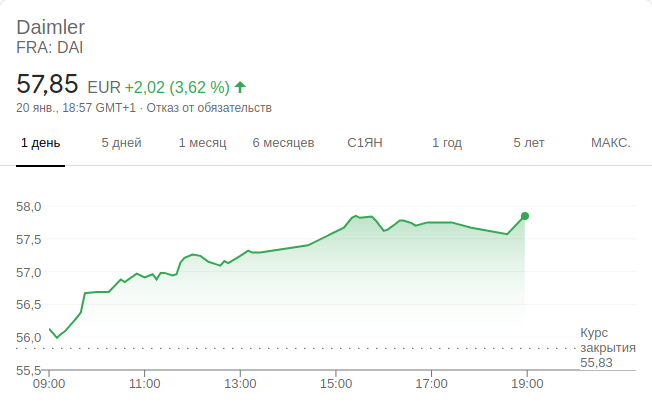 Daimler
FRA: DAI
57,85 EUR +2,02 (3,62 %)
20 янв., 18:57 GMT+1 · Отказ от обязательств
1 день 5 дней 1 месяц 6 месяцев С1ЯН 1 год 5 лет МАКС.
58,0
57,5
57,0
56,5
56,0
55,5
Курс
закрытия
55,83
09:00 11:00 13:00 15:00 17:00 19:00